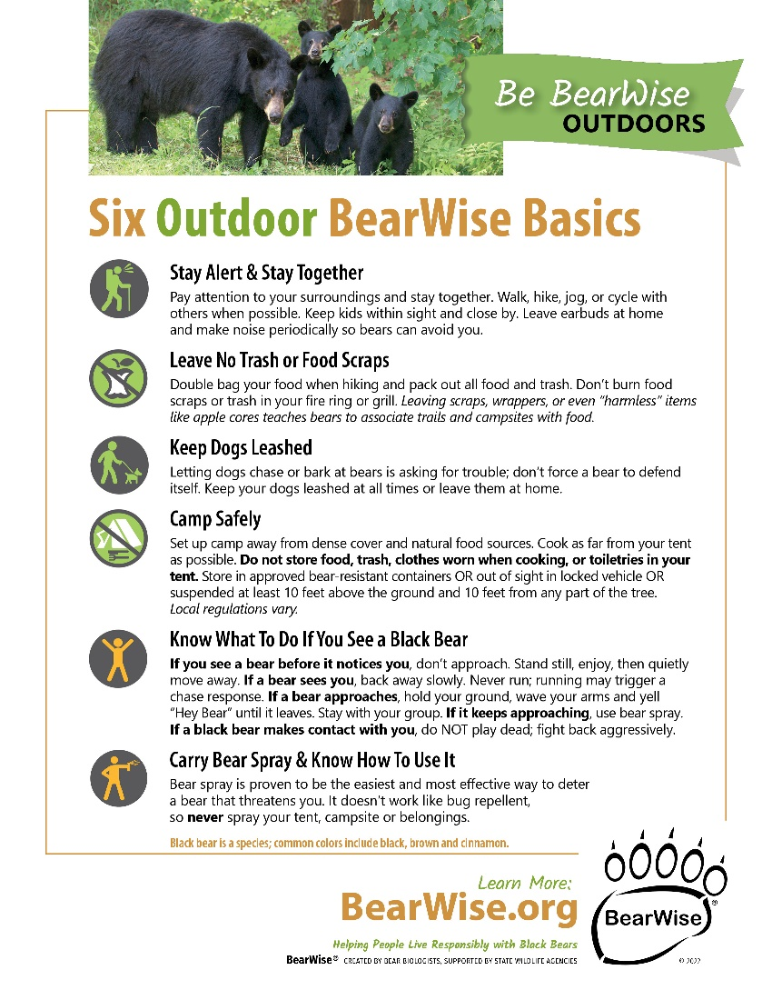 Be BearWise
OUTDOORS
Six Outdoor BearWise Basics
Stay Alert & Stay Together
Pay attention to your surroundings and stay together. Walk, hike, jog, or cycle with
others when possible. Keep kids within sight and close by. Leave earbuds at home
and make noise periodically so bears can avoid you.
Leave No Trash or Food Scraps
Double bag your food when hiking and pack out all food and trash. Don’t burn food
scraps or trash in your fire ring or grill. Leaving scraps, wrappers, or even “harmless” items
like apple cores teaches bears to associate trails and campsites with food.
Keep Dogs Leashed
Letting dogs chase or bark at bears is asking for trouble; don’t force a bear to defend
itself. Keep your dogs leashed at all times or leave them at home.
Camp Safely
Set up camp away from dense cover and natural food sources. Cook as far from your tent
as possible. Do not store food, trash, clothes worn when cooking, or toiletries in your
tent. Store in approved bear-resistant containers OR out of sight in locked vehicle OR
suspended at least 10 feet above the ground and 10 feet from any part of the tree.
Local regulations vary.
Know What To Do If You See a Black Bear
If you see a bear before it notices you, don’t approach. Stand still, enjoy, then quietly
move away. If a bear sees you, back away slowly. Never run; running may trigger a
chase response. If a bear approaches, hold your ground, wave your arms and yell
“Hey Bear” until it leaves. Stay with your group. If it keeps approaching, use bear spray.
If a black bear makes contact with you, do NOT play dead; fight back aggressively.
Carry Bear Spray & Know How To Use It
Bear spray is proven to be the easiest and most effective way to deter
a bear that threatens you. It doesn’t work like bug repellent,
so never spray your tent, campsite or belongings.
Black bear is a species; common colors include black, brown and cinnamon.
Learn More:
BearWise.org
Helping People Live Responsibly with Black Bears
BearWise® CREATED BY BEAR BIOLOGISTS, SUPPORTED BY STATE WILDLIFE AGENCIES
BearWise®
© 2022